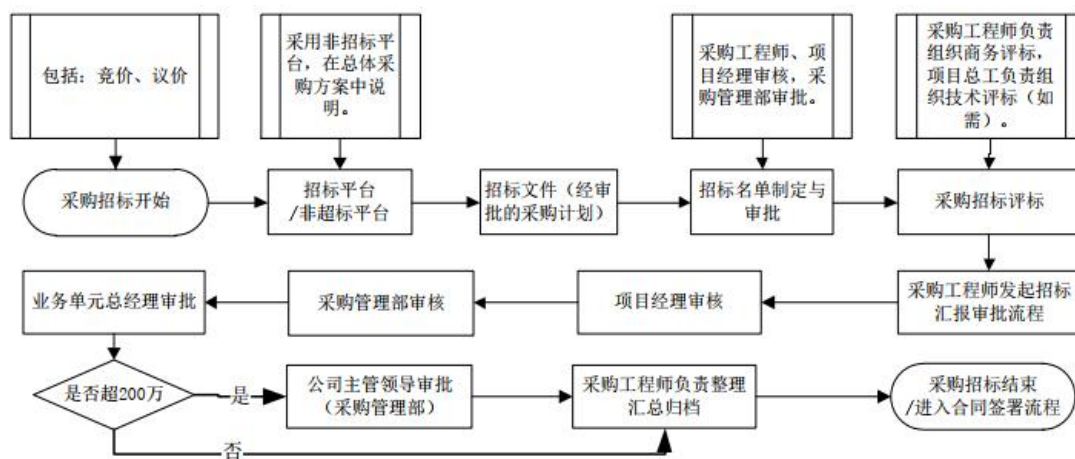 包括：竞价、议价
采用非招标平
台，在总体采
购方案中说
明。
采购工程师、项
目经理审核，采
购管理部审批。
采购工程师负责
组织商务评标，
项目总工负责组
织技术评标（如
需）。
采购招标开始
招标平台
/非超标平台
招标文件（经审
批的采购计划）
招标名单制定与
审批
采购招标评标
业务单元总经理审批
采购管理部审核
项目经理审核
采购工程师发起招标
汇报审批流程
是否超200万
是
公司主管领导审批
（采购管理部）
采购工程师负责整理
汇总归档
采购招标结束
/进入合同签署流程
否